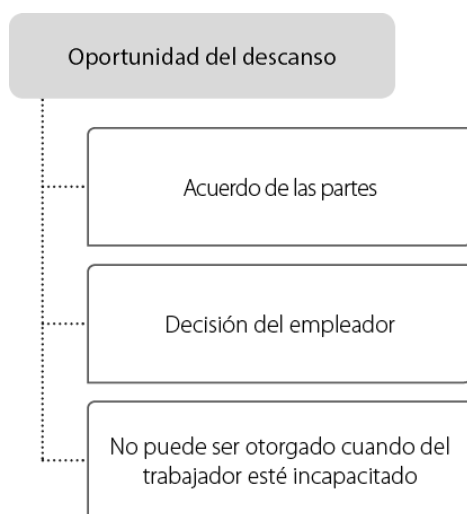 Oportunidad del descanso
Acuerdo de las partes
Decisión del empleador
No puede ser otorgado cuando del
trabajador esté incapacitado